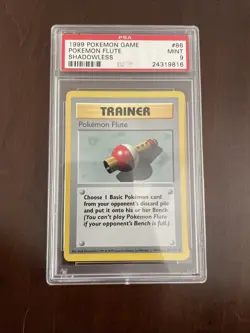 PSA
1999 POKEMON GAME #86
POKEMON FLUTE MINT
SHADOWLESS 9
24319816
TRAINER
Pokémon Flute
Choose 1 Basic Pokémon card
from your opponent's discard pile
and put it onto his or her Bench.
(You can't play Pokémon Flute
if your opponent's Bench is full.)